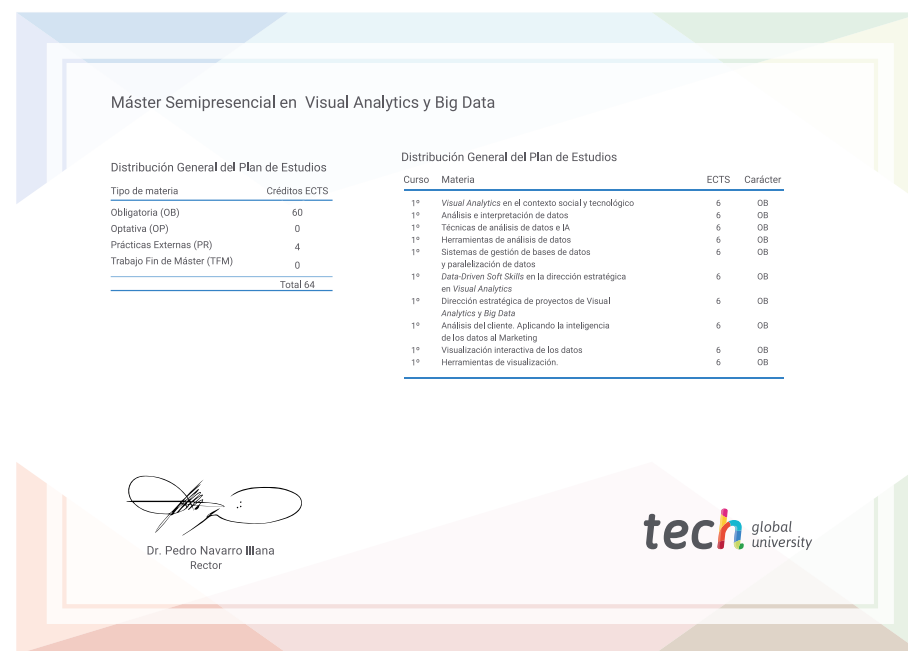 Máster Semipresencial en Visual Analytics y Big Data
Distribución General del Plan de Estudios
Tipo de materia Créditos ECTS
Obligatoria (OB) 60
Optativa (OP) 0
Prácticas Externas (PR) 4
Trabajo Fin de Máster (TFM) 0
Total 64
Distribución General del Plan de Estudios
Curso Materia ECTS Carácter
1º Visual Analytics en el contexto social y tecnológico 6 OB
1º Análisis e interpretación de datos 6 OB
1º Técnicas de análisis de datos e IA 6 OB
1º Herramientas de análisis de datos 6 OB
1º Sistemas de gestión de bases de datos 6 OB
y paralelización de datos
1º Data-Driven Soft Skills en la dirección estratégica 6 OB
en Visual Analytics
1º Dirección estratégica de proyectos de Visual 6 OB
Analytics y Big Data
1º Análisis del cliente. Aplicando la inteligencia 6 OB
de los datos al Marketing
1º Visualización interactiva de los datos 6 OB
1º Herramientas de visualización. 6 OB
Dr. Pedro Navarro Illana
Rector
tech global
university